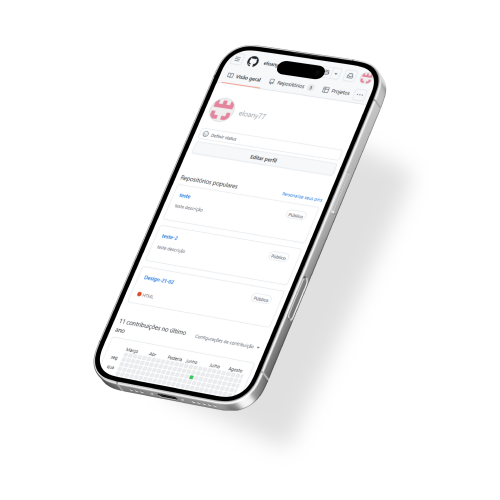 Visão geral
Repositórios 3
Projetos
eloany77
Definir status
Editar perfil
Repositórios populares
Personalizar seus pins
teste
Público
teste descrição
teste-2
Público
teste descrição
Design-21-02
Público
HTML
11 contribuições no último
ano
Configurações de contribuição
Março Abr Poderia Junho Julho Agosto
seg
qua